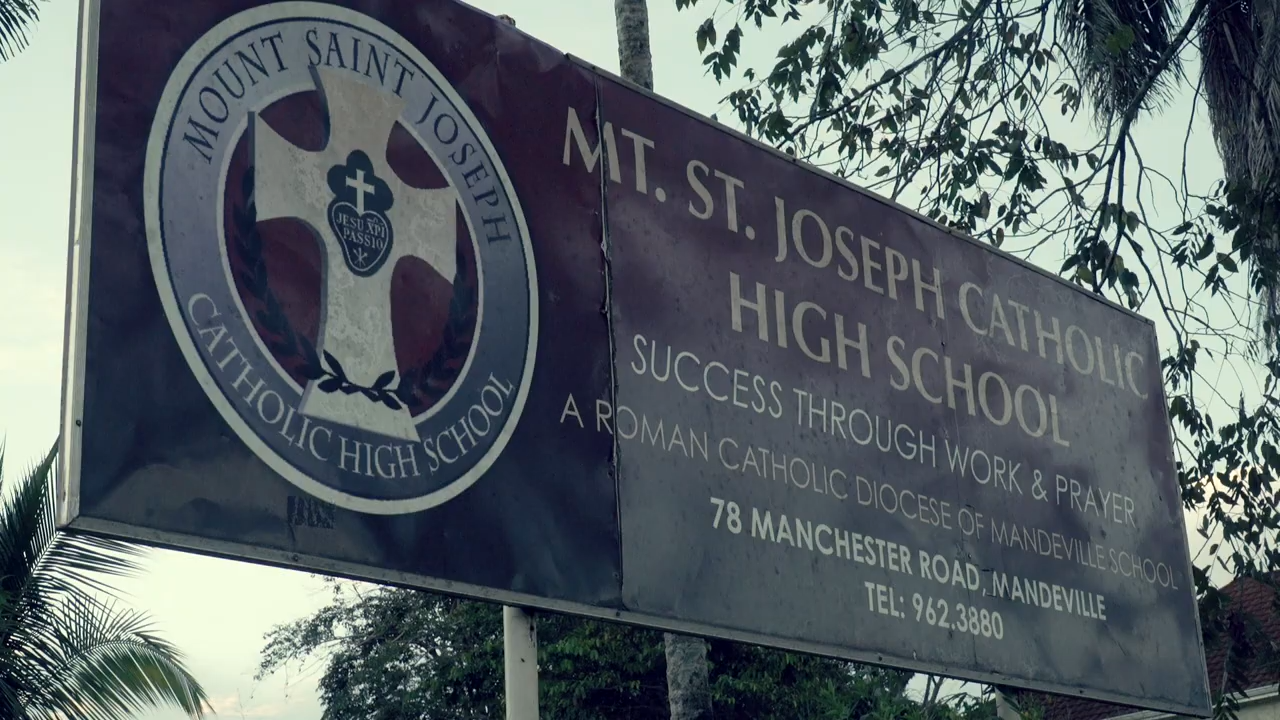 MOUNT SAINT JOSEPH
CATHOLIC HIGH SCHOOL
JESU XPI
PASSIO
MT. ST. JOSEPH CATHOLIC
HIGH SCHOOL
SUCCESS THROUGH WORK & PRAYER
A ROMAN CATHOLIC DIOCESE OF MANDEVILLE SCHOOL
78 MANCHESTER ROAD, MANDEVILLE
TEL: 962.3880